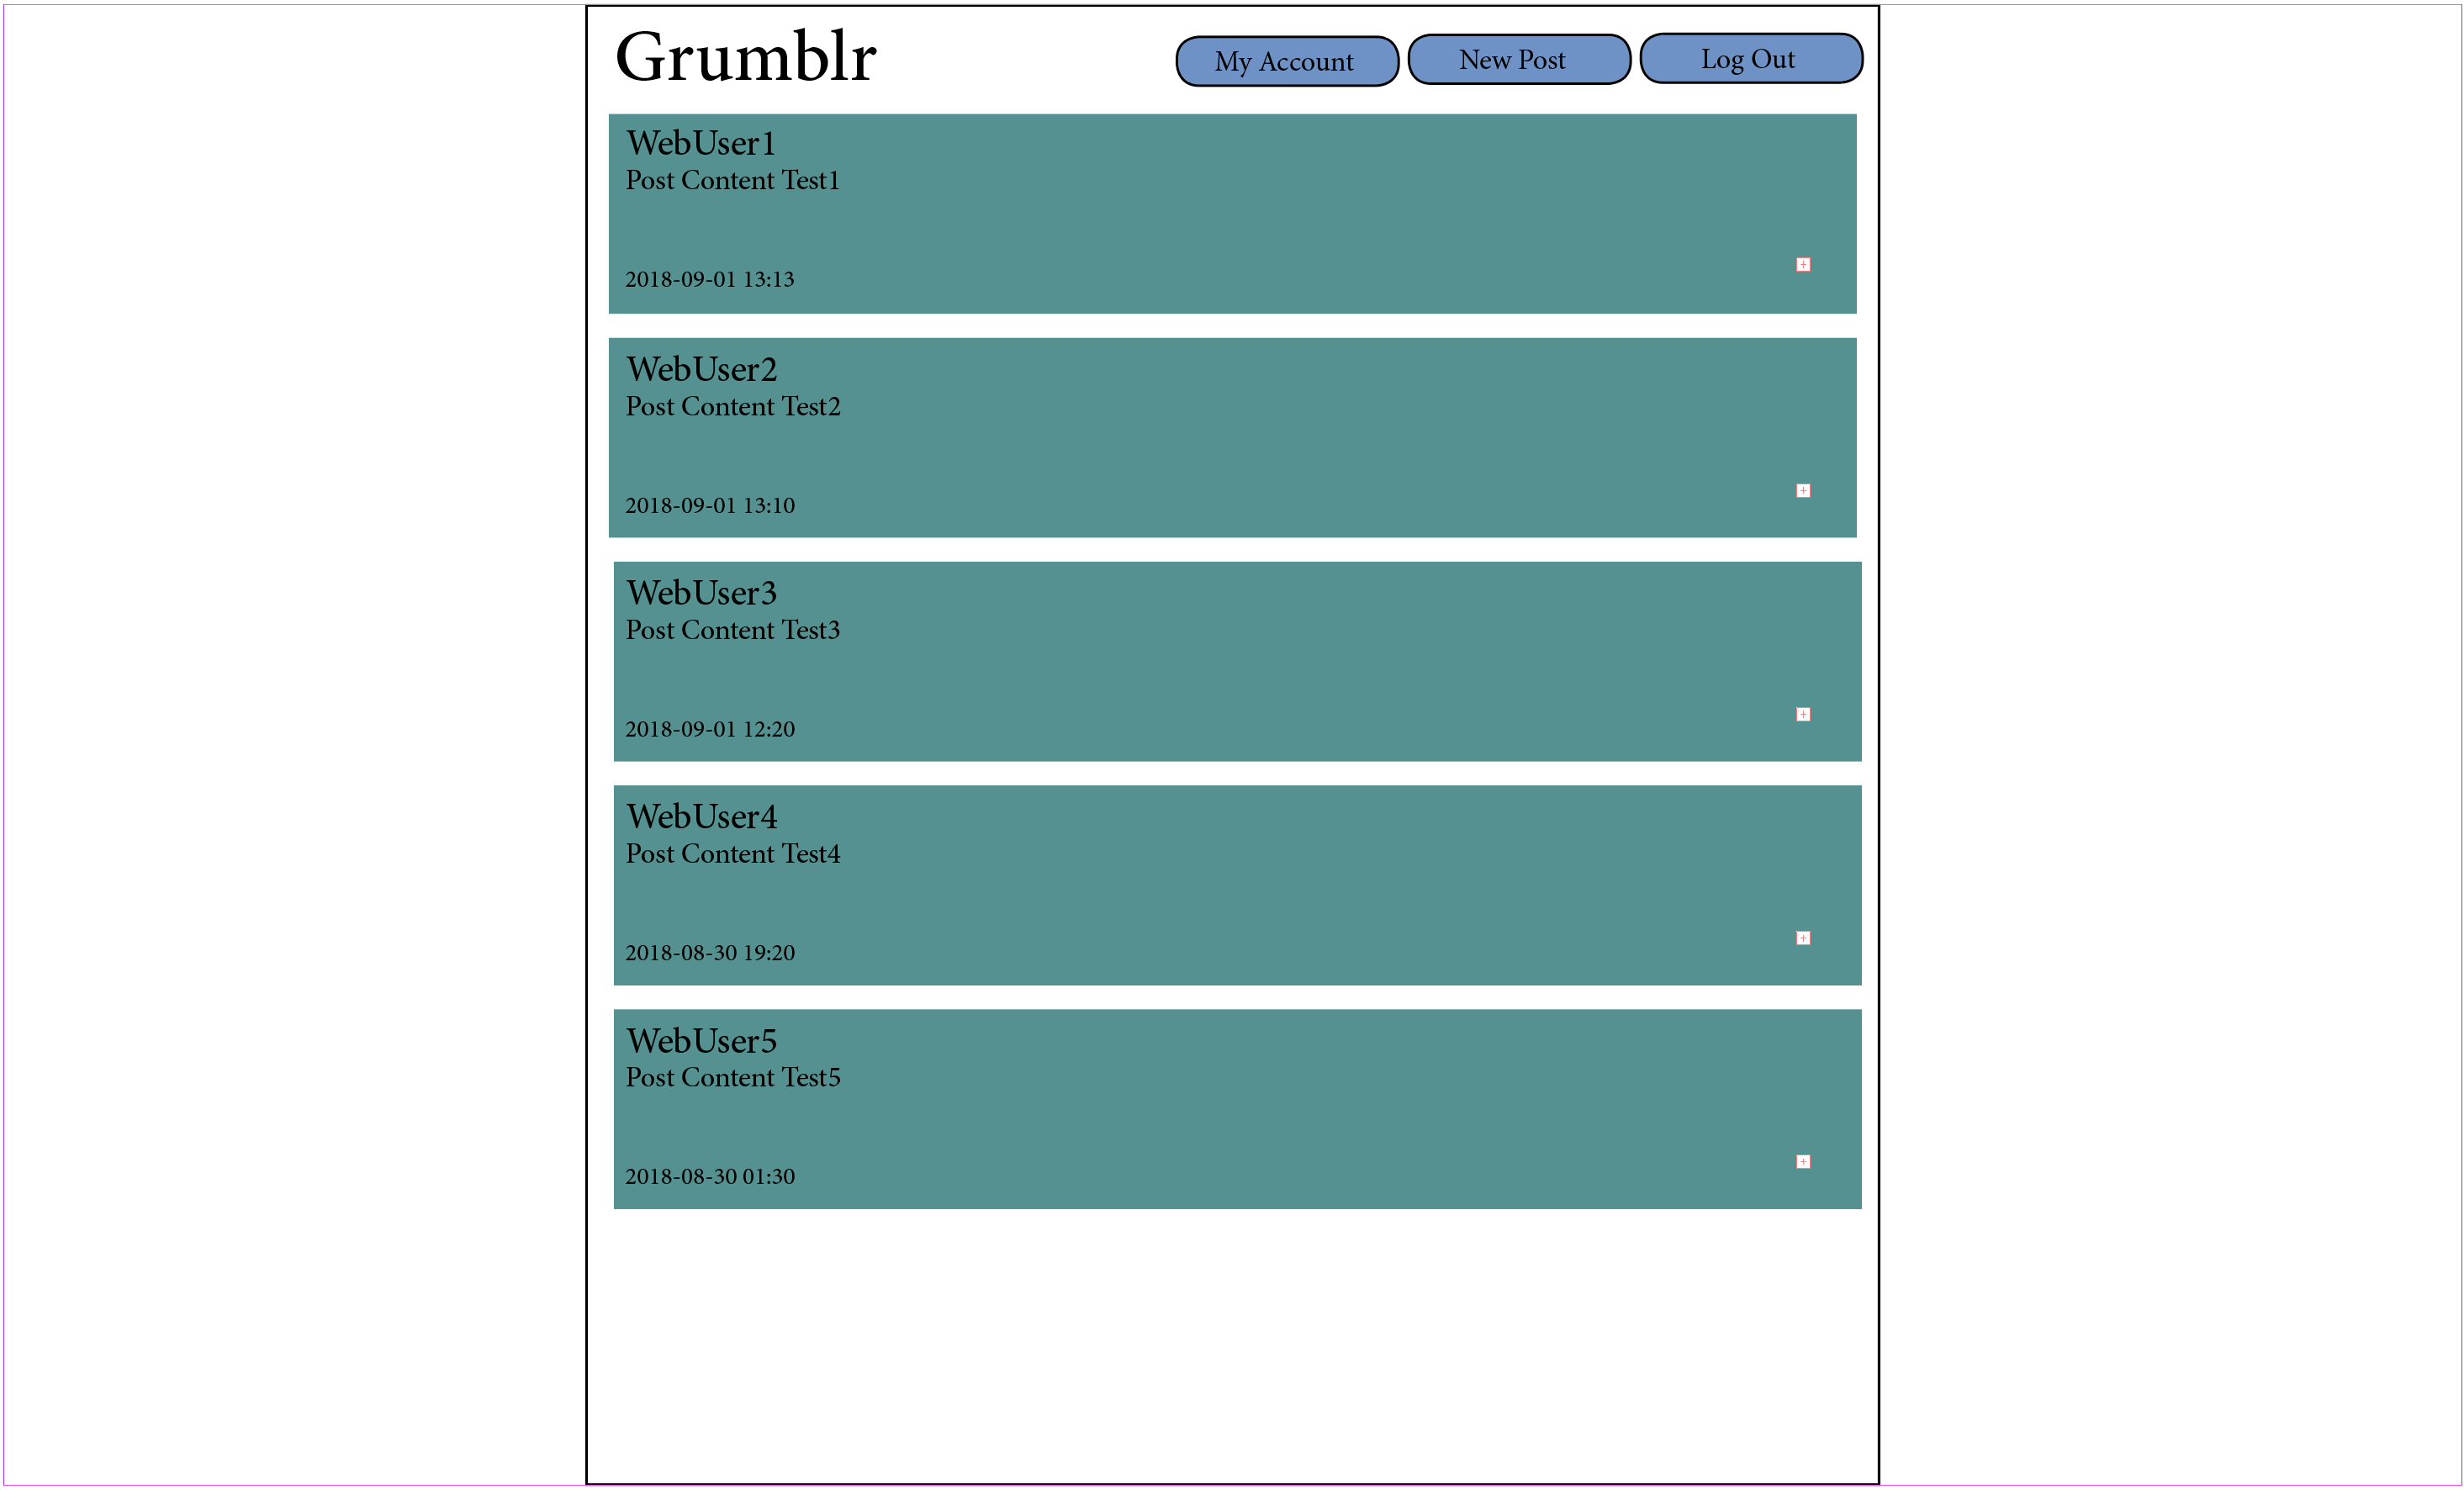 Grumblr
My Account
New Post
Log Out
WebUser1
Post Content Test1
2018-09-01 13:13
WebUser2
Post Content Test2
2018-09-01 13:10
WebUser3
Post Content Test3
2018-09-01 12:20
WebUser4
Post Content Test4
2018-08-30 19:20
WebUser5
Post Content Test5
2018-08-30 01:30